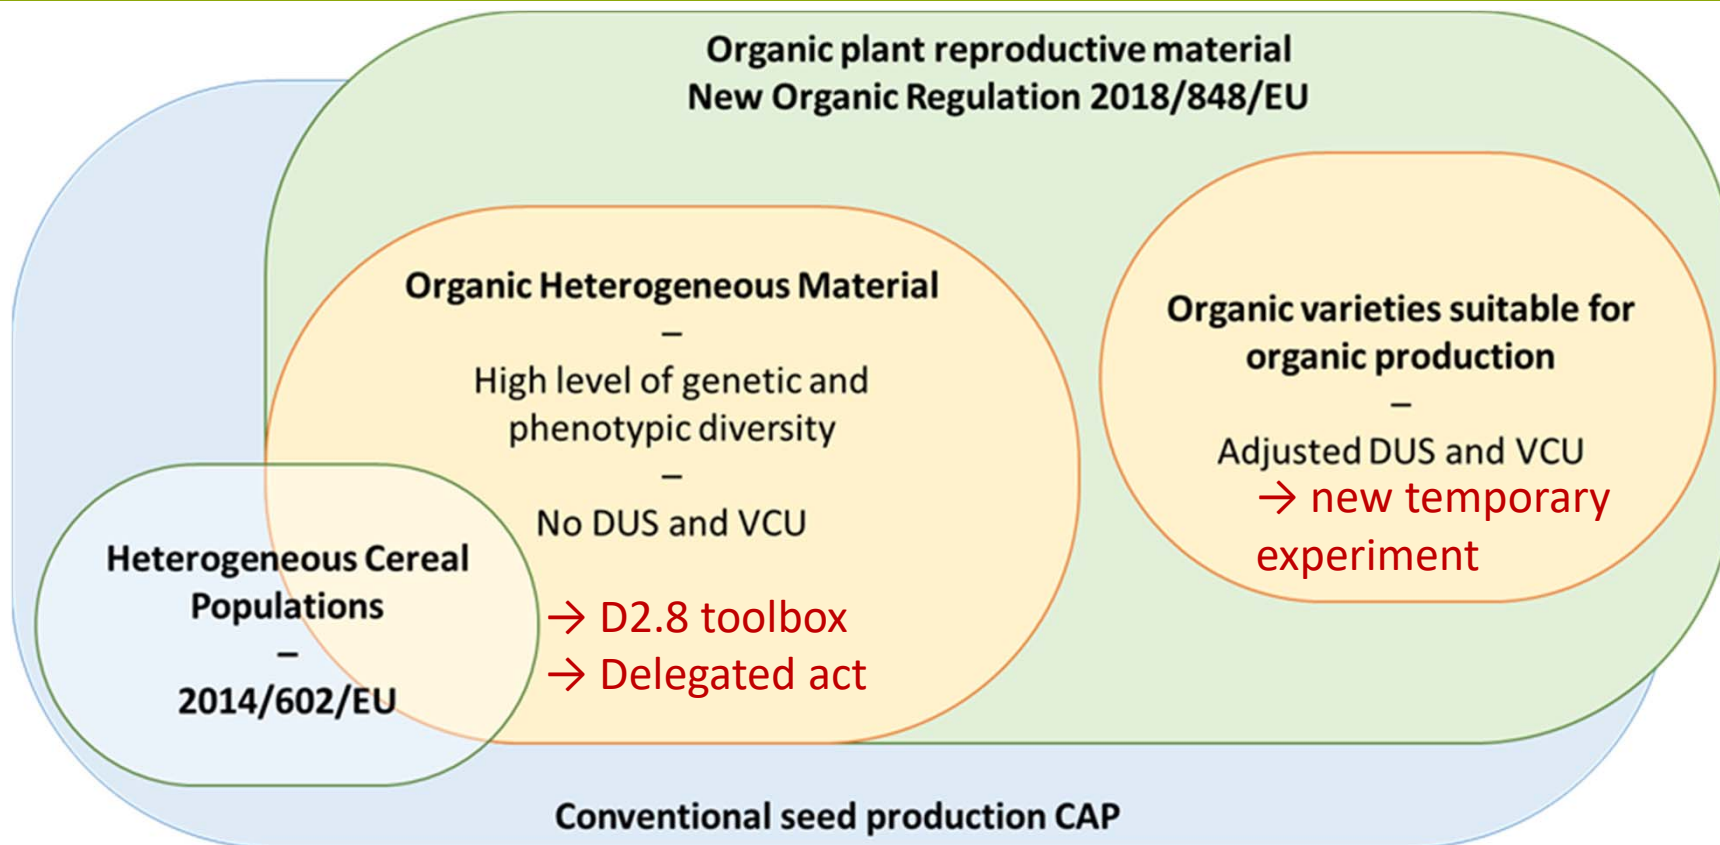 Organic plant reproductive material
New Organic Regulation 2018/848/EU
Organic Heterogeneous Material
–
High level of genetic and
phenotypic diversity
–
No DUS and VCU
→ D2.8 toolbox
→ Delegated act
Organic varieties suitable for
organic production
–
Adjusted DUS and VCU
→ new temporary
experiment
Heterogeneous Cereal
Populations
–
2014/602/EU
Conventional seed production CAP